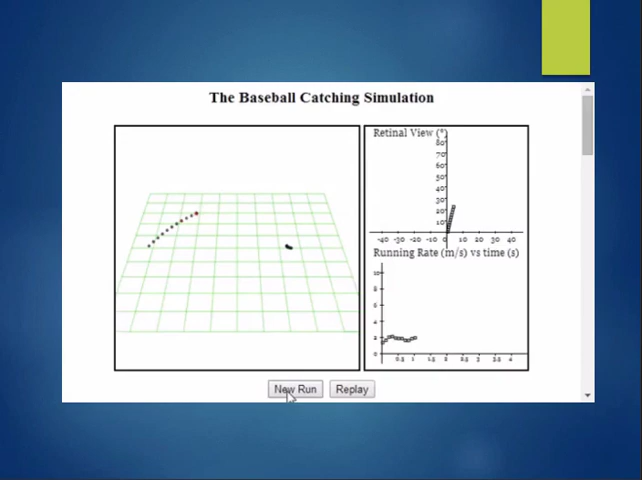 The Baseball Catching Simulation
Retinal View (°)
80
70
60
50
40
30
20
10
-40 -30 -20 -10 0 10 20 30 40
Running Rate (m/s) vs time (s)
10
8
6
4
2
0
0.5 1 1.5 2 2.5 3 3.5 4
New Run Replay